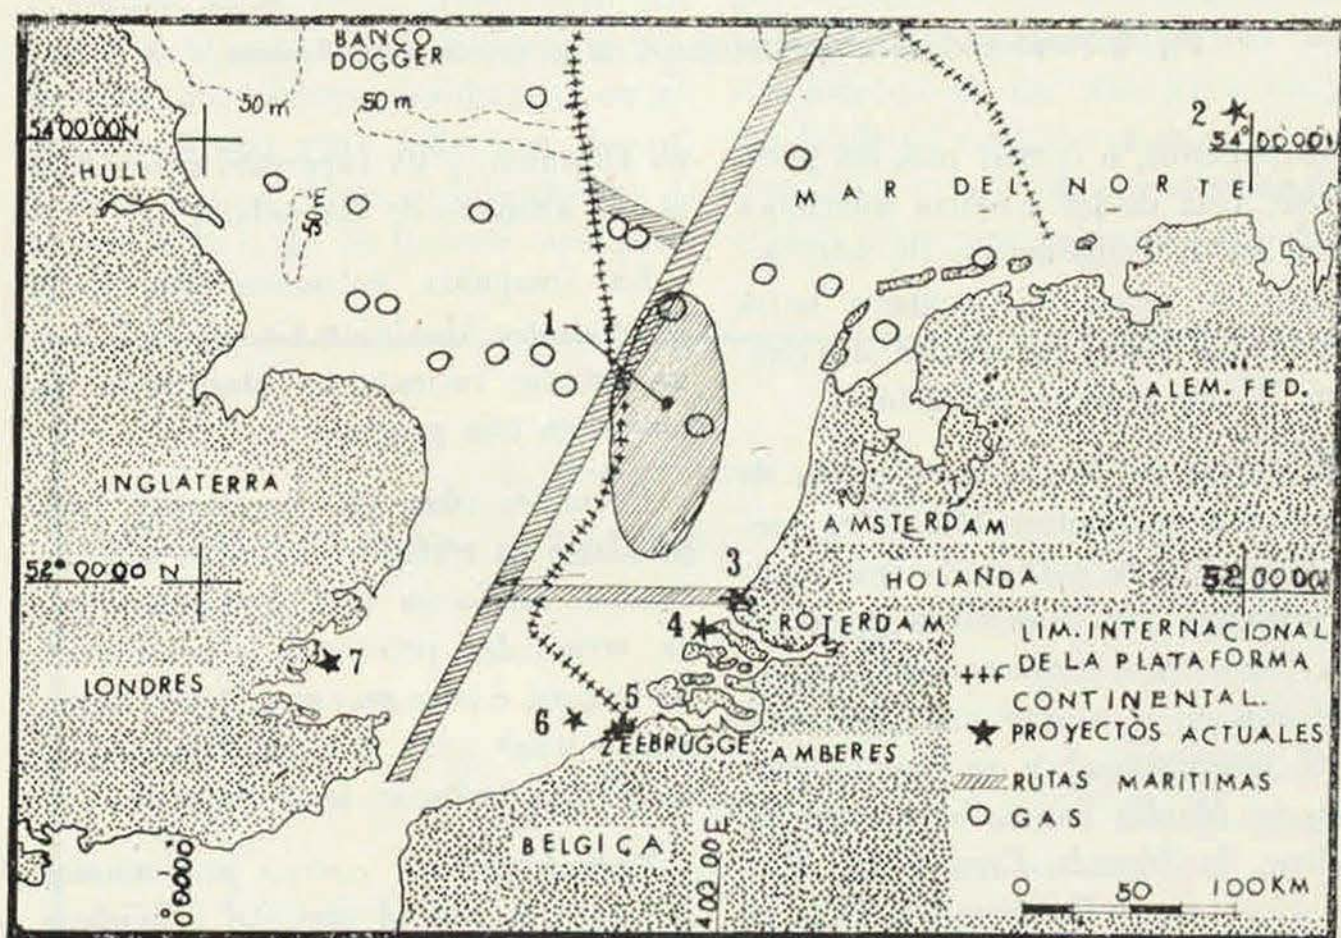 BANCO
DOGGER
50 m
50 m
54°00'00N
HULL
2
54°00'00
MAR DEL NORTE
50
1
ALEM. FED.
INGLATERRA
AMSTERDAM
52°00'00 N
3
HOLANDA
52 00 00
4
ROTERDAM
7
LONDRES
5
6
ZEEBRUGGE
AMBERES
BELGICA
0°00'00"
4 00'00 E
LIM. INTERNACIONAL
DE LA PLATAFORMA
CONTINENTAL.
PROYECTOS ACTUALES
RUTAS MARITIMAS
GAS
0 50 100 KM